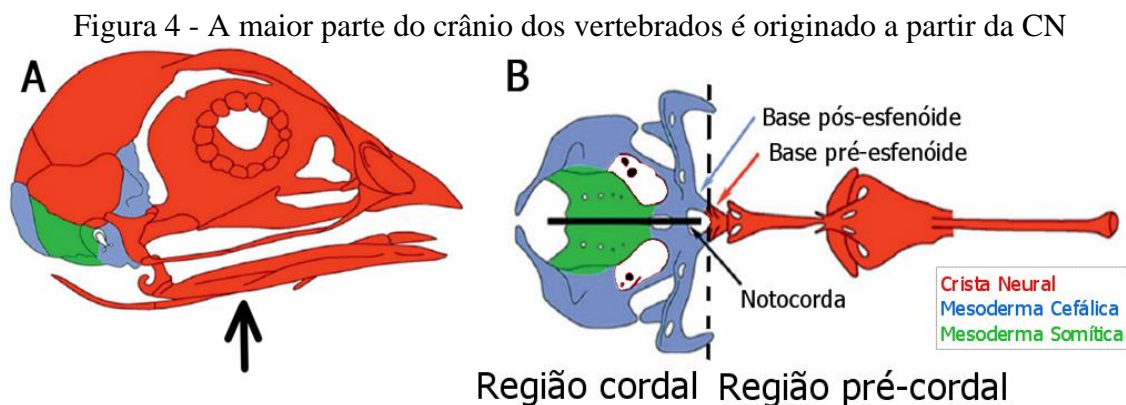 Figura 4 - A maior parte do crânio dos vertebrados é originado a partir da CN
A
B
Base pós-esfenóide
Base pré-esfenóide
Notocorda
Crista Neural
Mesoderma Cefálica
Mesoderma Somítica
Região cordal
Região pré-cordal